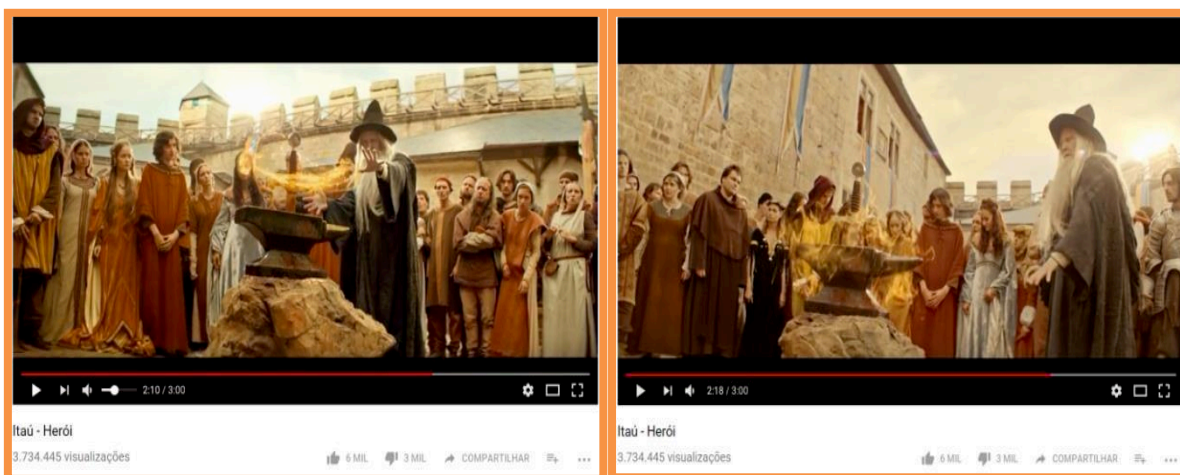 2:10 / 3:00
Itaú - Herói
3.734.445 visualizações
6 MIL
3 MIL
COMPARTILHAR
2:18 / 3:00
Itaú - Herói
3.734.445 visualizações
6 MIL
3 MIL
COMPARTILHAR